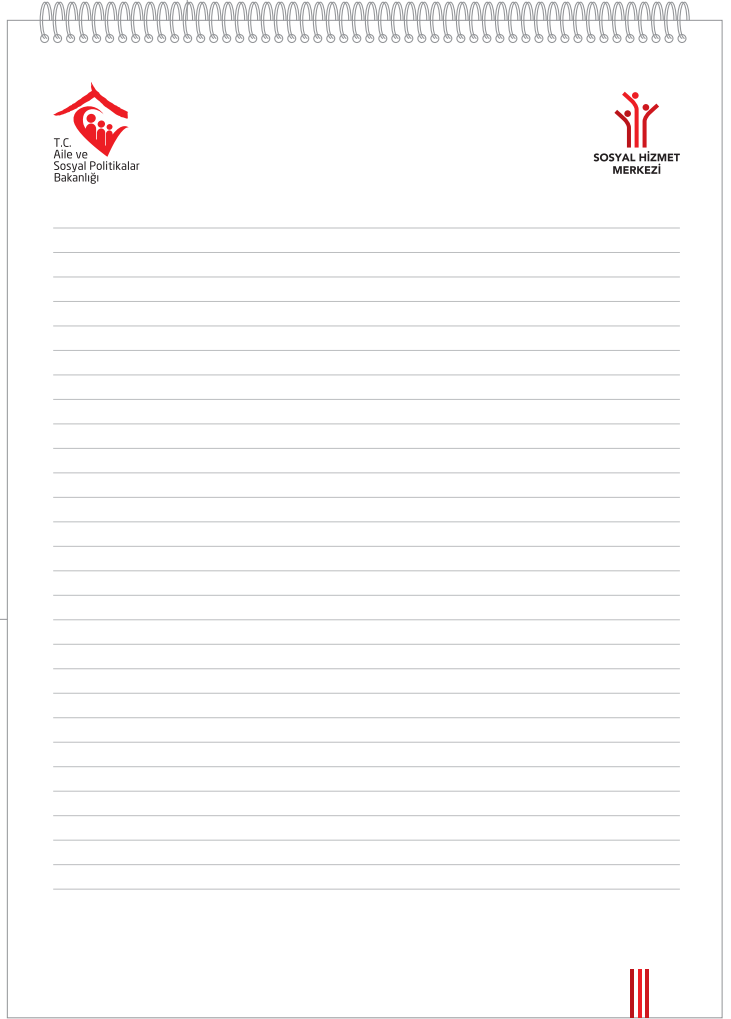 T.C.
Aile ve
Sosyal Politikalar
Bakanlığı
SOSYAL HİZMET
MERKEZİ